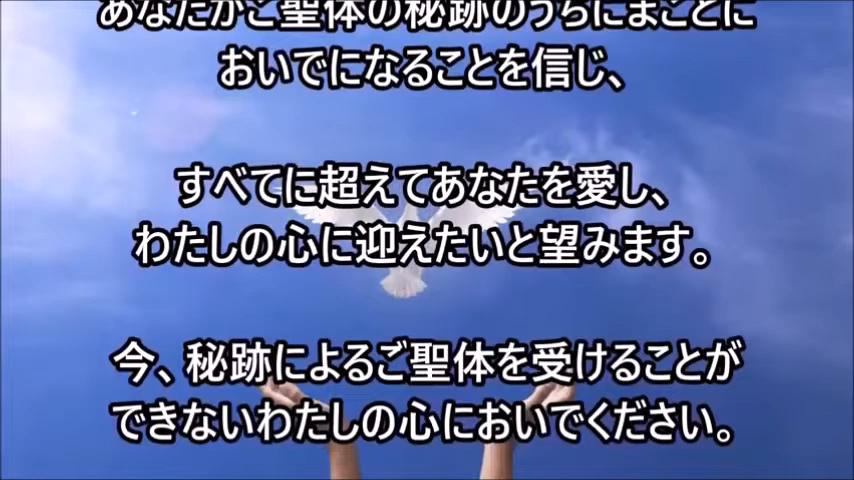 あなたがご聖体の秘跡のうちにまことに
おいでになることを信じ、
すべてに超えてあなたを愛し、
わたしの心に迎えたいと望みます。
今、秘跡によるご聖体を受けることが
できないわたしの心においでください。